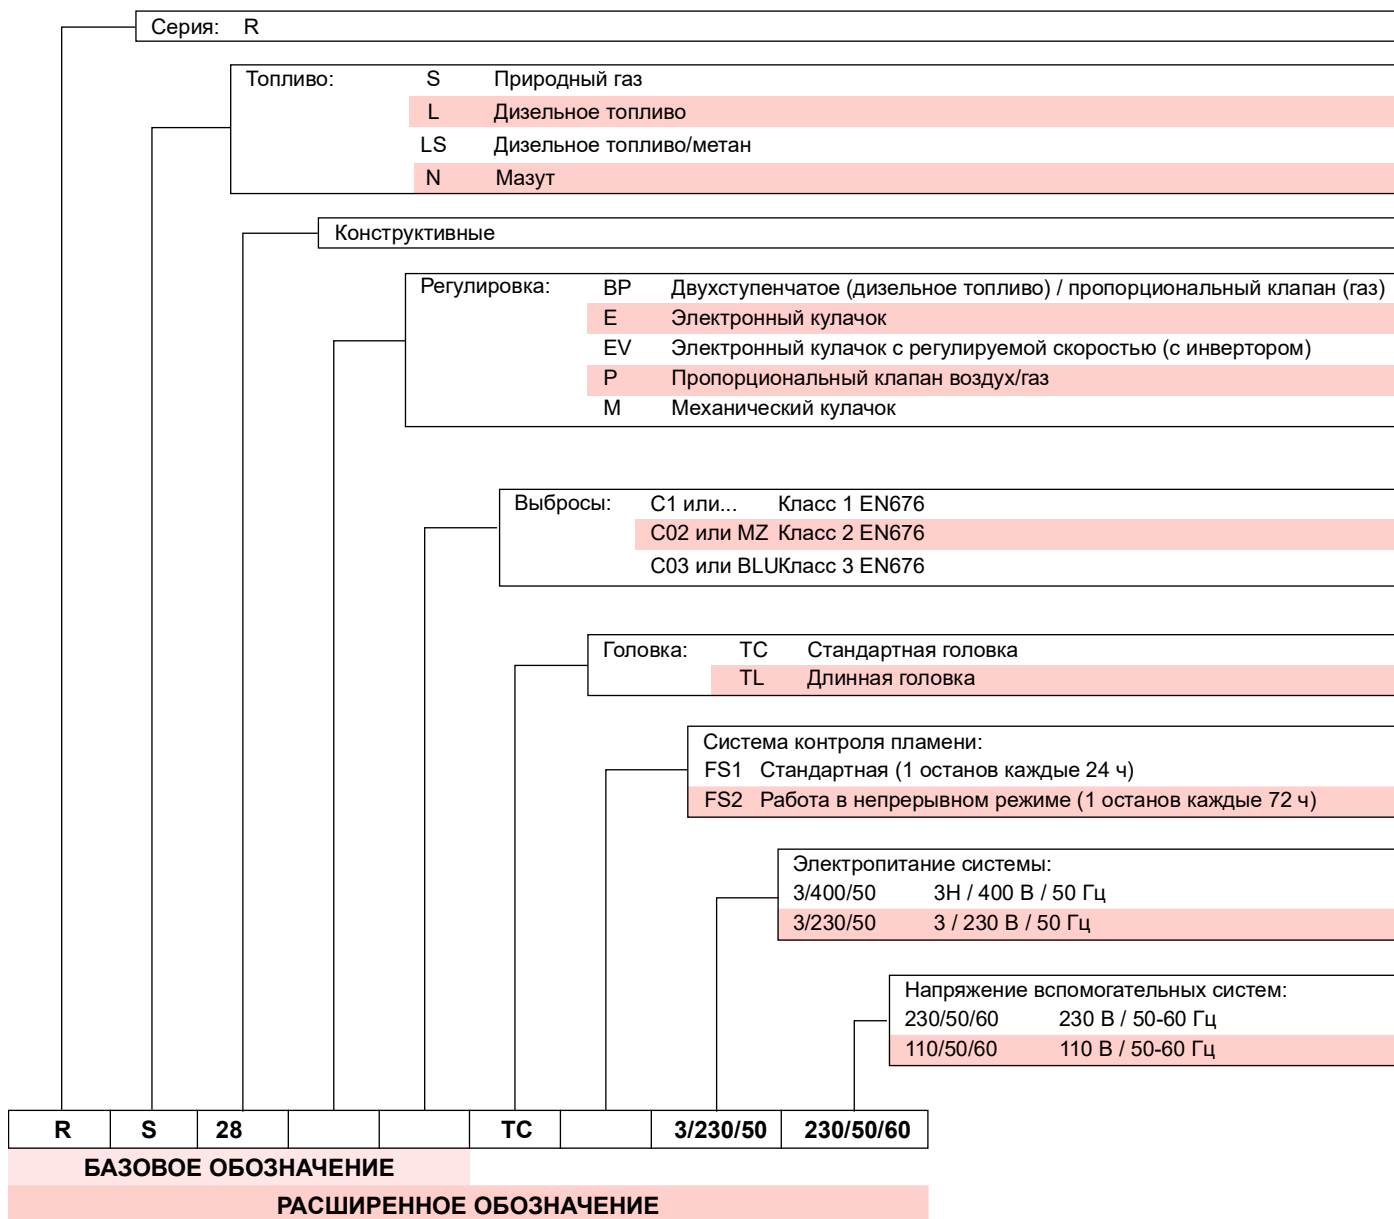 Серия: R
Топливо: S Природный газ
L Дизельное топливо
LS Дизельное топливо/метан
N Мазут
Конструктивные
Регулировка: BP Двухступенчатое (дизельное топливо) / пропорциональный клапан (газ)
E Электронный кулачок
EV Электронный кулачок с регулируемой скоростью (с инвертором)
P Пропорциональный клапан воздух/газ
M Механический кулачок
Выбросы: C1 или... Класс 1 EN676
C02 или MZ Класс 2 EN676
C03 или BLUКласс 3 EN676
Головка: TC Стандартная головка
TL Длинная головка
Система контроля пламени:
FS1 Стандартная (1 останов каждые 24 ч)
FS2 Работа в непрерывном режиме (1 останов каждые 72 ч)
Электропитание системы:
3/400/50 3Н / 400 В / 50 Гц
3/230/50 3 / 230 В / 50 Гц
Напряжение вспомогательных систем:
230/50/60 230 В / 50-60 Гц
110/50/60 110 В / 50-60 Гц
R S 28 TC 3/230/50 230/50/60
БАЗОВОЕ ОБОЗНАЧЕНИЕ
РАСШИРЕННОЕ ОБОЗНАЧЕНИЕ